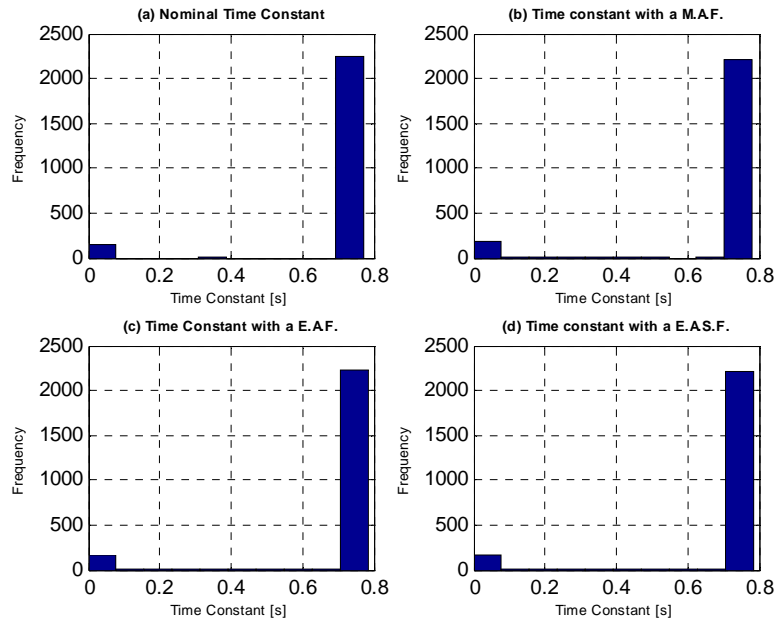 (a) Nominal Time Constant
2500
2000
1500
1000
500
0
Frequency
0 0.2 0.4 0.6 0.8
Time Constant [s]
(b) Time constant with a M.A.F.
2500
2000
1500
1000
500
0
Frequency
0 0.2 0.4 0.6 0.8
Time Constant [s]
(c) Time Constant with a E.A.F.
2500
2000
1500
1000
500
0
Frequency
0 0.2 0.4 0.6 0.8
Time Constant [s]
(d) Time constant with a E.A.S.F.
2500
2000
1500
1000
500
0
Frequency
0 0.2 0.4 0.6 0.8
Time Constant [s]